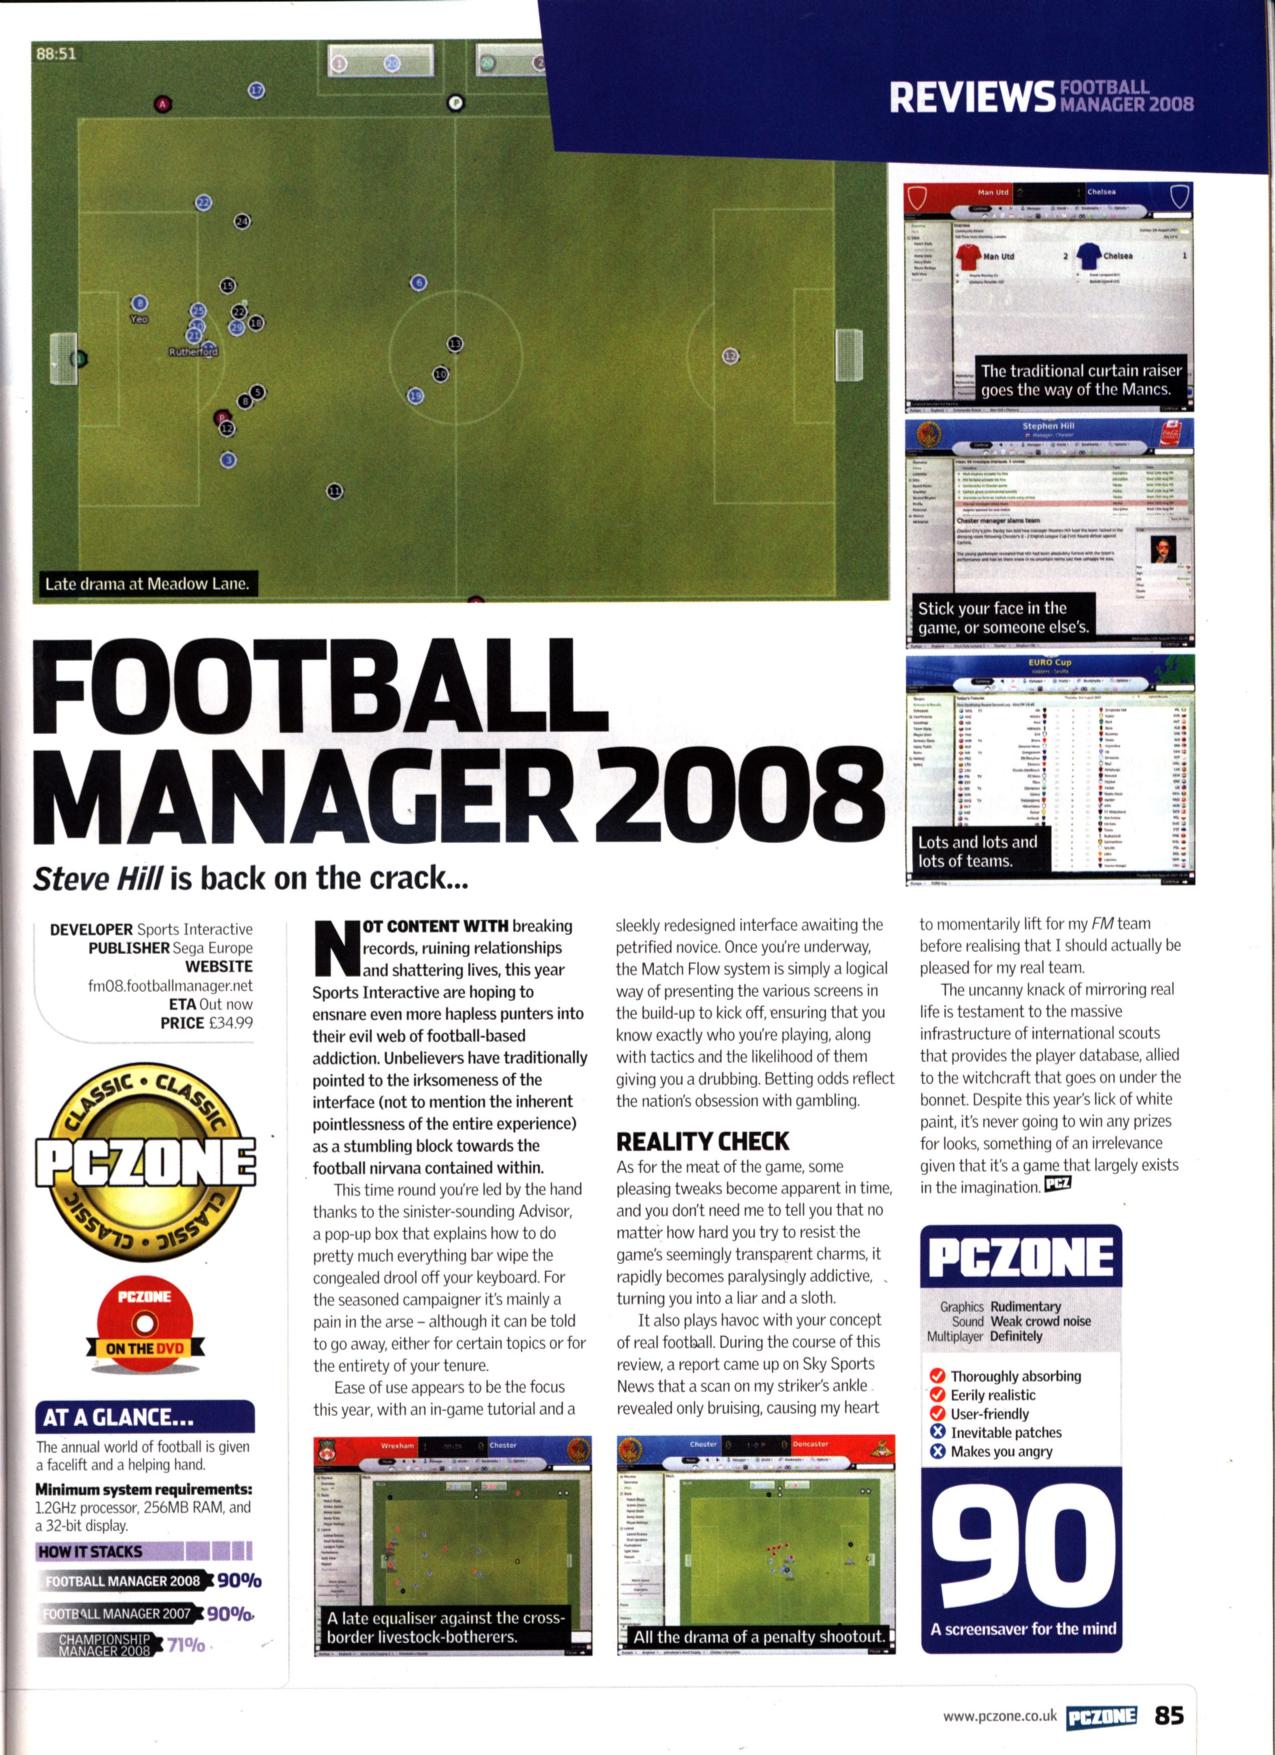 88:51
REVIEWS FOOTBALL
MANAGER 2008
Yeo
Rutherford
Late drama at Meadow Lane.
Man Utd
Chelsea
Man Utd 2
Chelsea 1
The traditional curtain raiser
goes the way of the Mancs.
Stephen Hill
Manager, Chester
Chester manager slams team
Stick your face in the
game, or someone else's.
EURO Cup
Lots and lots and
lots of teams.
FOOTBALL
MANAGER 2008
Steve Hill is back on the crack...
DEVELOPER Sports Interactive
PUBLISHER Sega Europe
WEBSITE
fm08.footballmanager.net
ETA Out now
PRICE £34.99
CLASSIC • CLASSIC
PCZONE
CLASSIC • CLASSIC
PCZONE
ON THE DVD
AT A GLANCE...
The annual world of football is given
a facelift and a helping hand.
Minimum system requirements:
1.2GHz processor, 256MB RAM, and
a 32-bit display.
HOW IT STACKS
FOOTBALL MANAGER 2008 90%
FOOTBALL MANAGER 2007 90%
CHAMPIONSHIP
MANAGER 2008 71%
NOT CONTENT WITH breaking
records, ruining relationships
and shattering lives, this year
Sports Interactive are hoping to
ensnare even more hapless punters into
their evil web of football-based
addiction. Unbelievers have traditionally
pointed to the irksomeness of the
interface (not to mention the inherent
pointlessness of the entire experience)
as a stumbling block towards the
football nirvana contained within.
This time round you're led by the hand
thanks to the sinister-sounding Advisor,
a pop-up box that explains how to do
pretty much everything bar wipe the
congealed drool off your keyboard. For
the seasoned campaigner it's mainly a
pain in the arse – although it can be told
to go away, either for certain topics or for
the entirety of your tenure.
Ease of use appears to be the focus
this year, with an in-game tutorial and a
sleekly redesigned interface awaiting the
petrified novice. Once you're underway,
the Match Flow system is simply a logical
way of presenting the various screens in
the build-up to kick off, ensuring that you
know exactly who you're playing, along
with tactics and the likelihood of them
giving you a drubbing. Betting odds reflect
the nation's obsession with gambling.
REALITY CHECK
As for the meat of the game, some
pleasing tweaks become apparent in time,
and you don't need me to tell you that no
matter how hard you try to resist the
game's seemingly transparent charms, it
rapidly becomes paralysingly addictive,
turning you into a liar and a sloth.
It also plays havoc with your concept
of real football. During the course of this
review, a report came up on Sky Sports
News that a scan on my striker's ankle
revealed only bruising, causing my heart
to momentarily lift for my FM team
before realising that I should actually be
pleased for my real team.
The uncanny knack of mirroring real
life is testament to the massive
infrastructure of international scouts
that provides the player database, allied
to the witchcraft that goes on under the
bonnet. Despite this year's lick of white
paint, it's never going to win any prizes
for looks, something of an irrelevance
given that it's a game that largely exists
in the imagination. PCZ
Wrexham
Chester
A late equaliser against the cross-
border livestock-botherers.
Chester
Doncaster
All the drama of a penalty shootout.
PCZONE
Graphics Rudimentary
Sound Weak crowd noise
Multiplayer Definitely
Thoroughly absorbing
Eerily realistic
User-friendly
Inevitable patches
Makes you angry
90
A screensaver for the mind
www.pczone.co.uk PCZONE 85